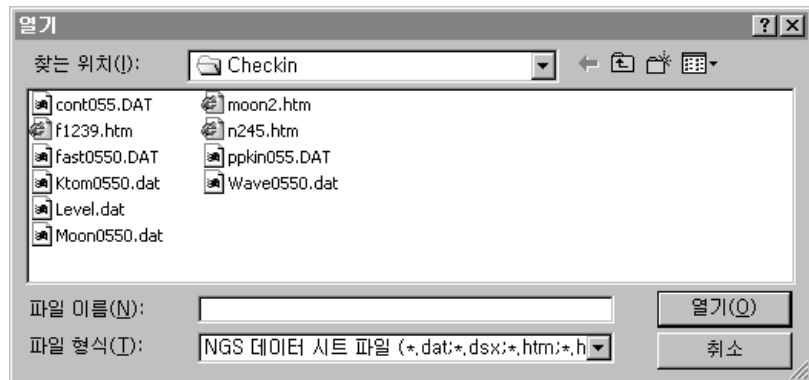 열기
찾는 위치(I):
Checkin
cont055.DAT
f1239.htm
fast0550.DAT
Ktom0550.dat
Level.dat
Moon0550.dat
moon2.htm
n245.htm
ppkin055.DAT
Wave0550.dat
파일 이름(N):
열기(O)
파일 형식(T):
NGS 데이터 시트 파일 (*.dat;*.dsx;*.htm;*.h
취소